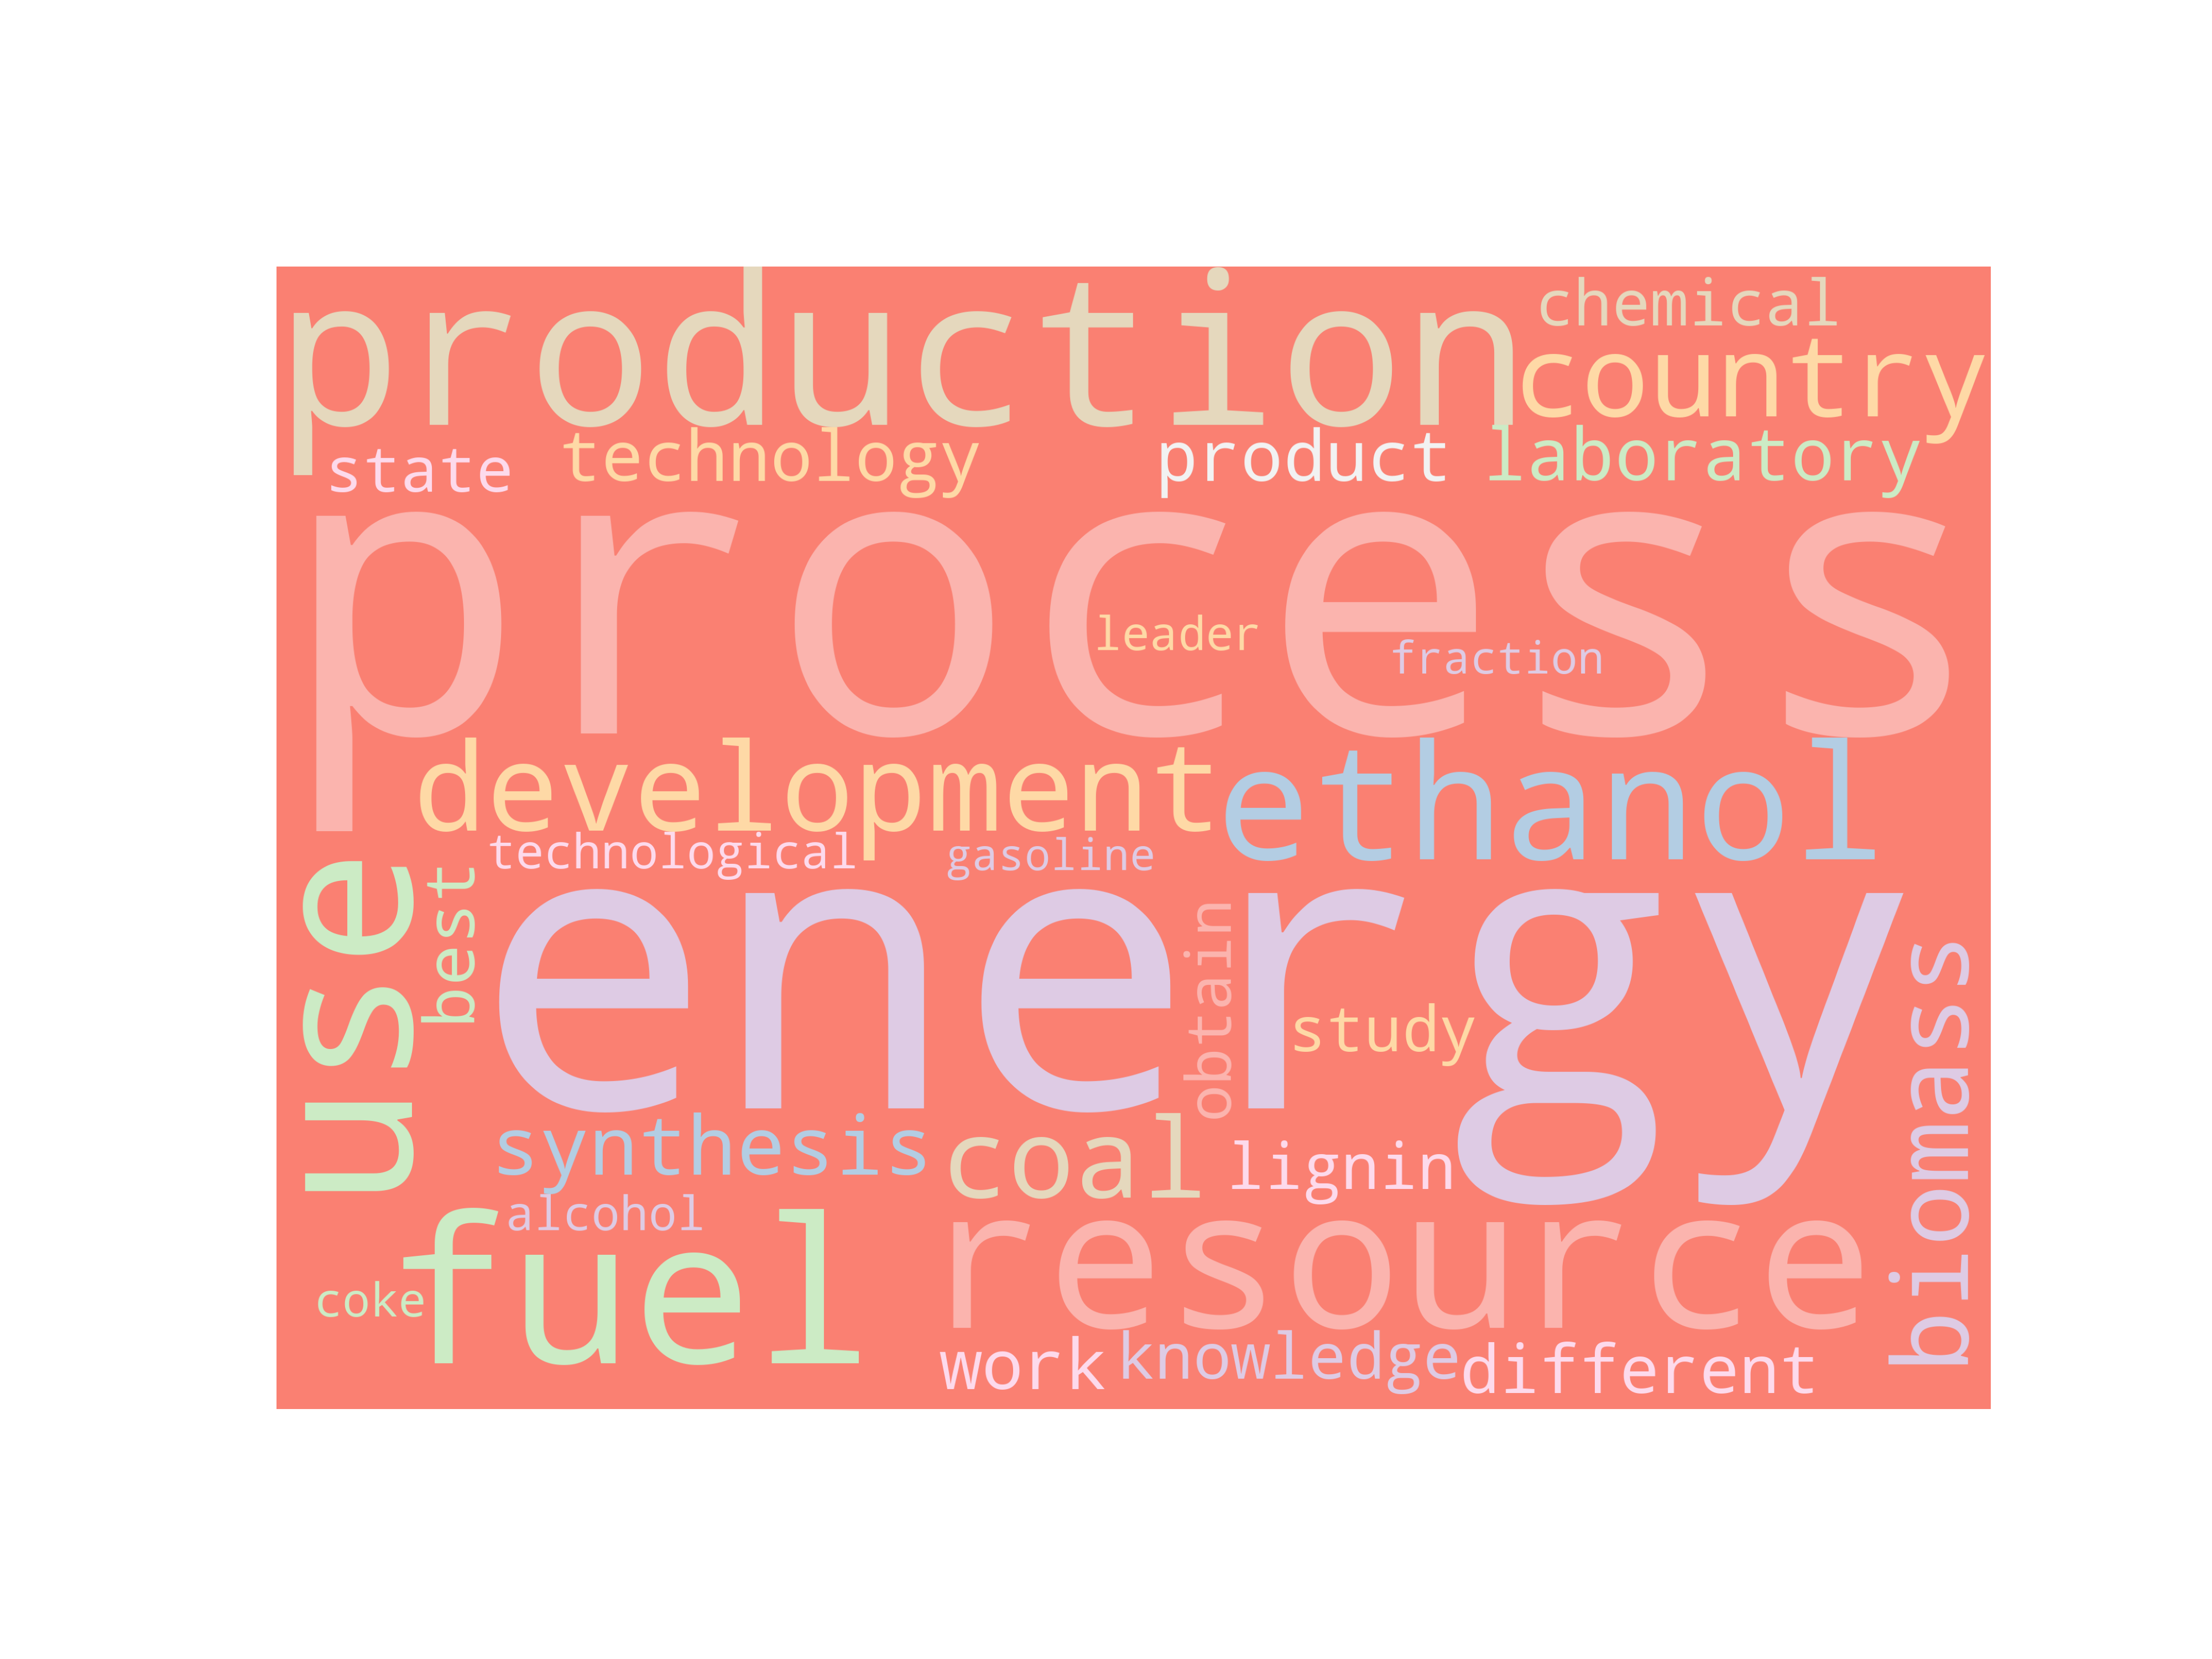 production
chemical
country
state
technology
product
laboratory
process
leader
fraction
development
ethanol
technological
gasoline
use
best
energy
obtain
study
biomass
synthesis
coal
lignin
alcohol
fuel
resource
coke
work
knowledge
different